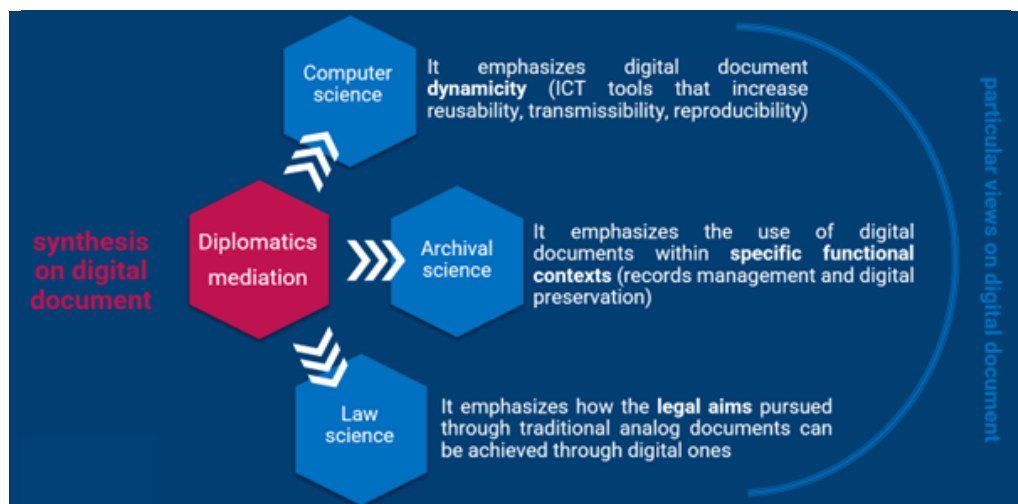 Computer
science
It emphasizes digital document
dynamicity (ICT tools that increase
reusability, transmissibility, reproducibility)
synthesis
on digital
document
Diplomatics
mediation
Archival
science
It emphasizes the use of digital
documents within specific functional
contexts (records management and digital
preservation)
Law
science
It emphasizes how the legal aims pursued
through traditional analog documents can
be achieved through digital ones
particular views on digital document